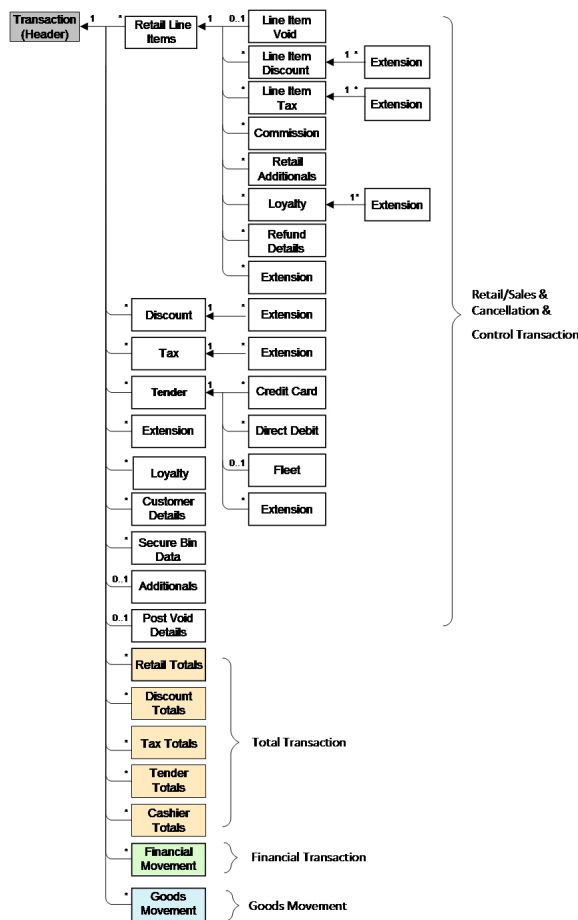 Transaction
(Header)
1
*
Retail Line
Items
1
0..1
Line Item
Void
*
Line Item
Discount
1 *
Extension
*
Line Item
Tax
1 *
Extension
*
Commission
*
Retail
Additionals
*
Loyalty
1 *
Extension
*
Refund
Details
*
Extension
*
Discount
1
*
Extension
*
Tax
1
*
Extension
*
Tender
1
*
Credit Card
*
Direct Debit
0..1
Fleet
*
Extension
*
Extension
*
Loyalty
*
Customer
Details
*
Secure Bin
Data
0..1
Additionals
0..1
Post Void
Details
Retail/Sales &
Cancellation &
Control Transaction
*
Retail Totals
*
Discount
Totals
*
Tax Totals
*
Tender
Totals
*
Cashier
Totals
Total Transaction
*
Financial
Movement
Financial Transaction
*
Goods
Movement
Goods Movement